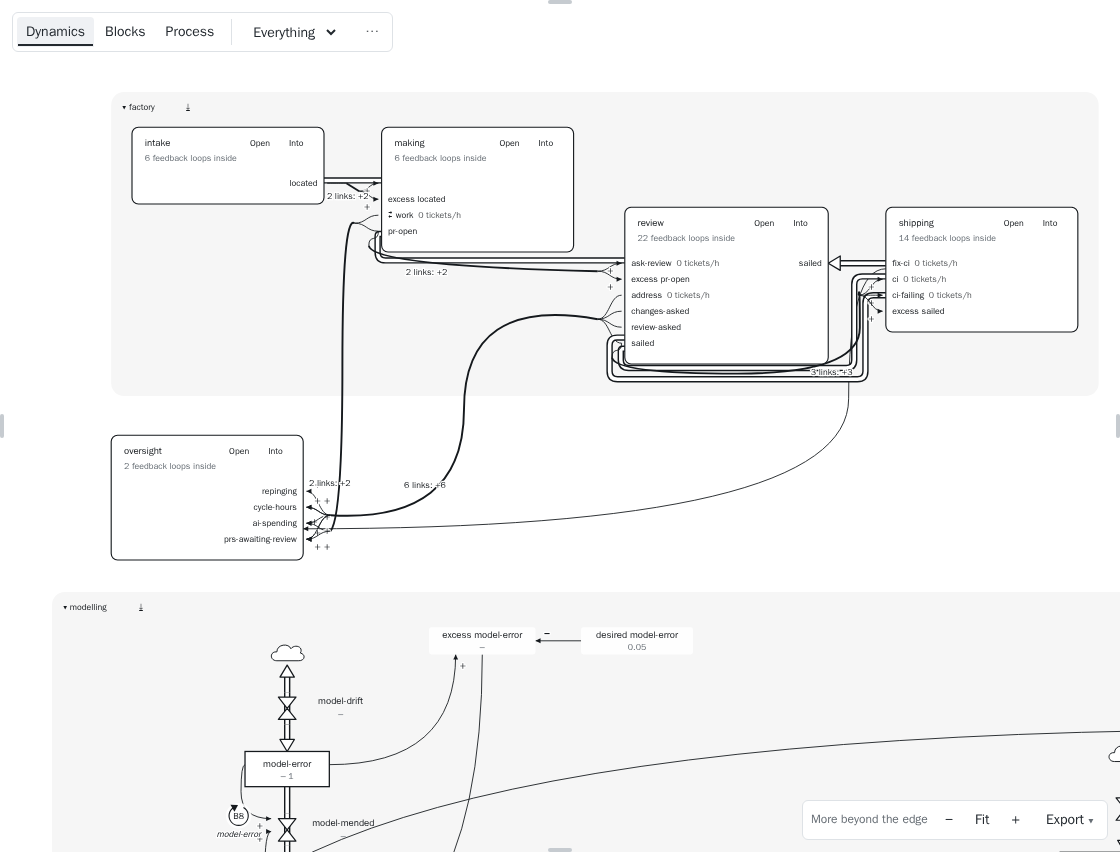 Dynamics Blocks Process Everything ...
factory
intake Open Into
6 feedback loops inside
located
2 links: +2
making Open Into
6 feedback loops inside
excess located
work 0 tickets/h
pr-open
2 links: +2
review Open Into
22 feedback loops inside
ask-review 0 tickets/h sailed
excess pr-open
address 0 tickets/h
changes-asked
review-asked
sailed
3 links: +3
shipping Open Into
14 feedback loops inside
fix-ci 0 tickets/h
ci 0 tickets/h
ci-failing 0 tickets/h
excess sailed
oversight Open Into
2 feedback loops inside
repinging
cycle-hours
ai-spending
prs-awaiting-review
2 links: +2
6 links: +6
modelling
excess model-error
–
desired model-error
0.05
model-drift
–
model-error
– 1
B8
model-error
model-mended
–
More beyond the edge − Fit + Export